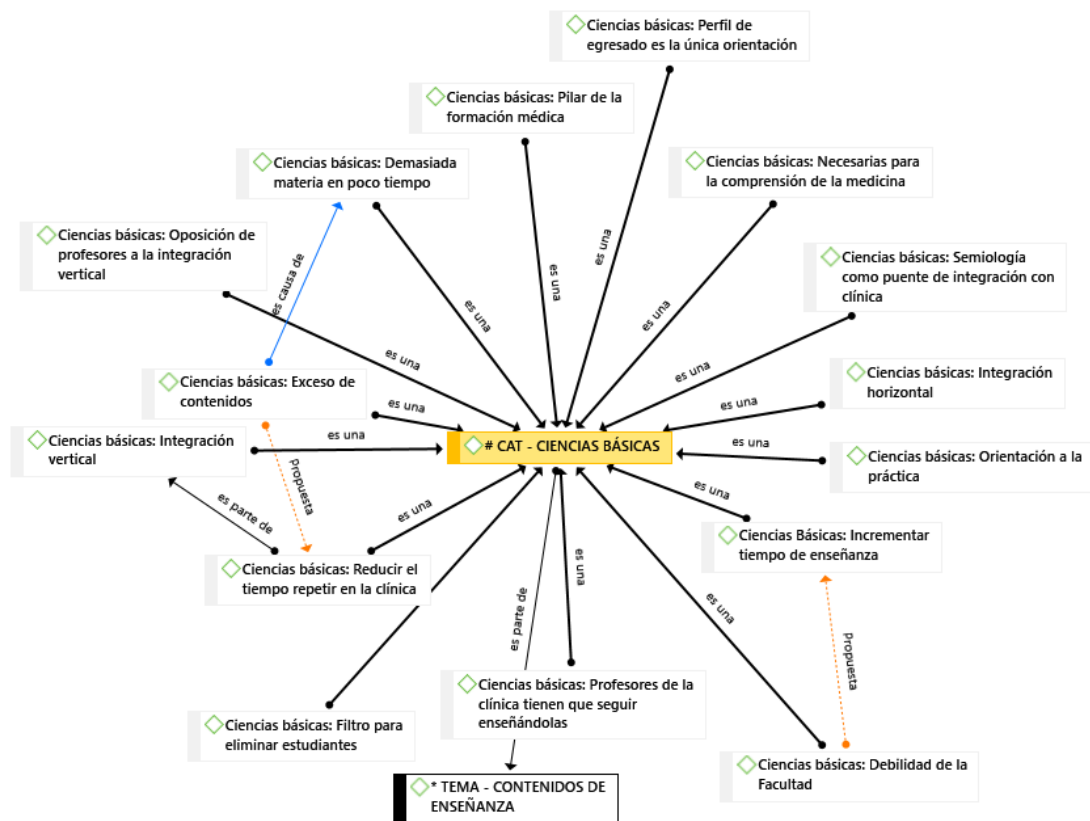 Ciencias básicas: Perfil de
egresado es la única orientación
Ciencias básicas: Pilar de la
formación médica
Ciencias básicas: Demasiada
materia en poco tiempo
Ciencias básicas: Necesarias para
la comprensión de la medicina
Ciencias básicas: Oposición de
profesores a la integración
vertical
Ciencias básicas: Semiología
como puente de integración con
clínica
es causa de
es una
es una
es una
es una
es una
es una
Ciencias básicas: Exceso de
contenidos
es una
Ciencias básicas: Integración
horizontal
es una
Ciencias básicas: Integración
vertical
es una
# CAT - CIENCIAS BÁSICAS
es una
Ciencias básicas: Orientación a la
práctica
Propuesta
es parte de
es una
es una
Ciencias básicas: Reducir el
tiempo repetir en la clínica
Ciencias Básicas: Incrementar
tiempo de enseñanza
es una
es parte de
es una
Propuesta
Ciencias básicas: Profesores de la
clínica tienen que seguir
enseñándolas
Ciencias básicas: Filtro para
eliminar estudiantes
Ciencias básicas: Debilidad de la
Facultad
* TEMA - CONTENIDOS DE
ENSEÑANZA